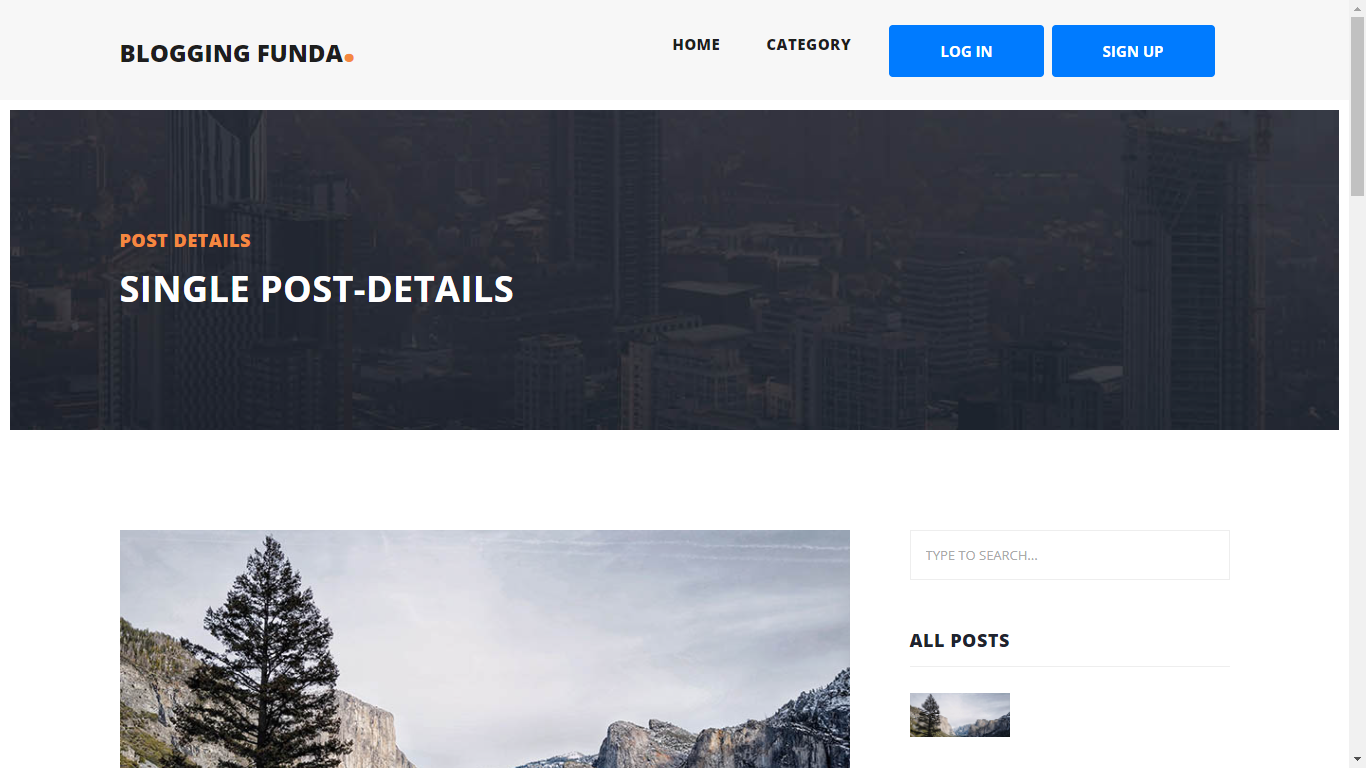 BLOGGING FUNDA.
HOME
CATEGORY
LOG IN
SIGN UP
POST DETAILS
SINGLE POST-DETAILS
TYPE TO SEARCH...
ALL POSTS